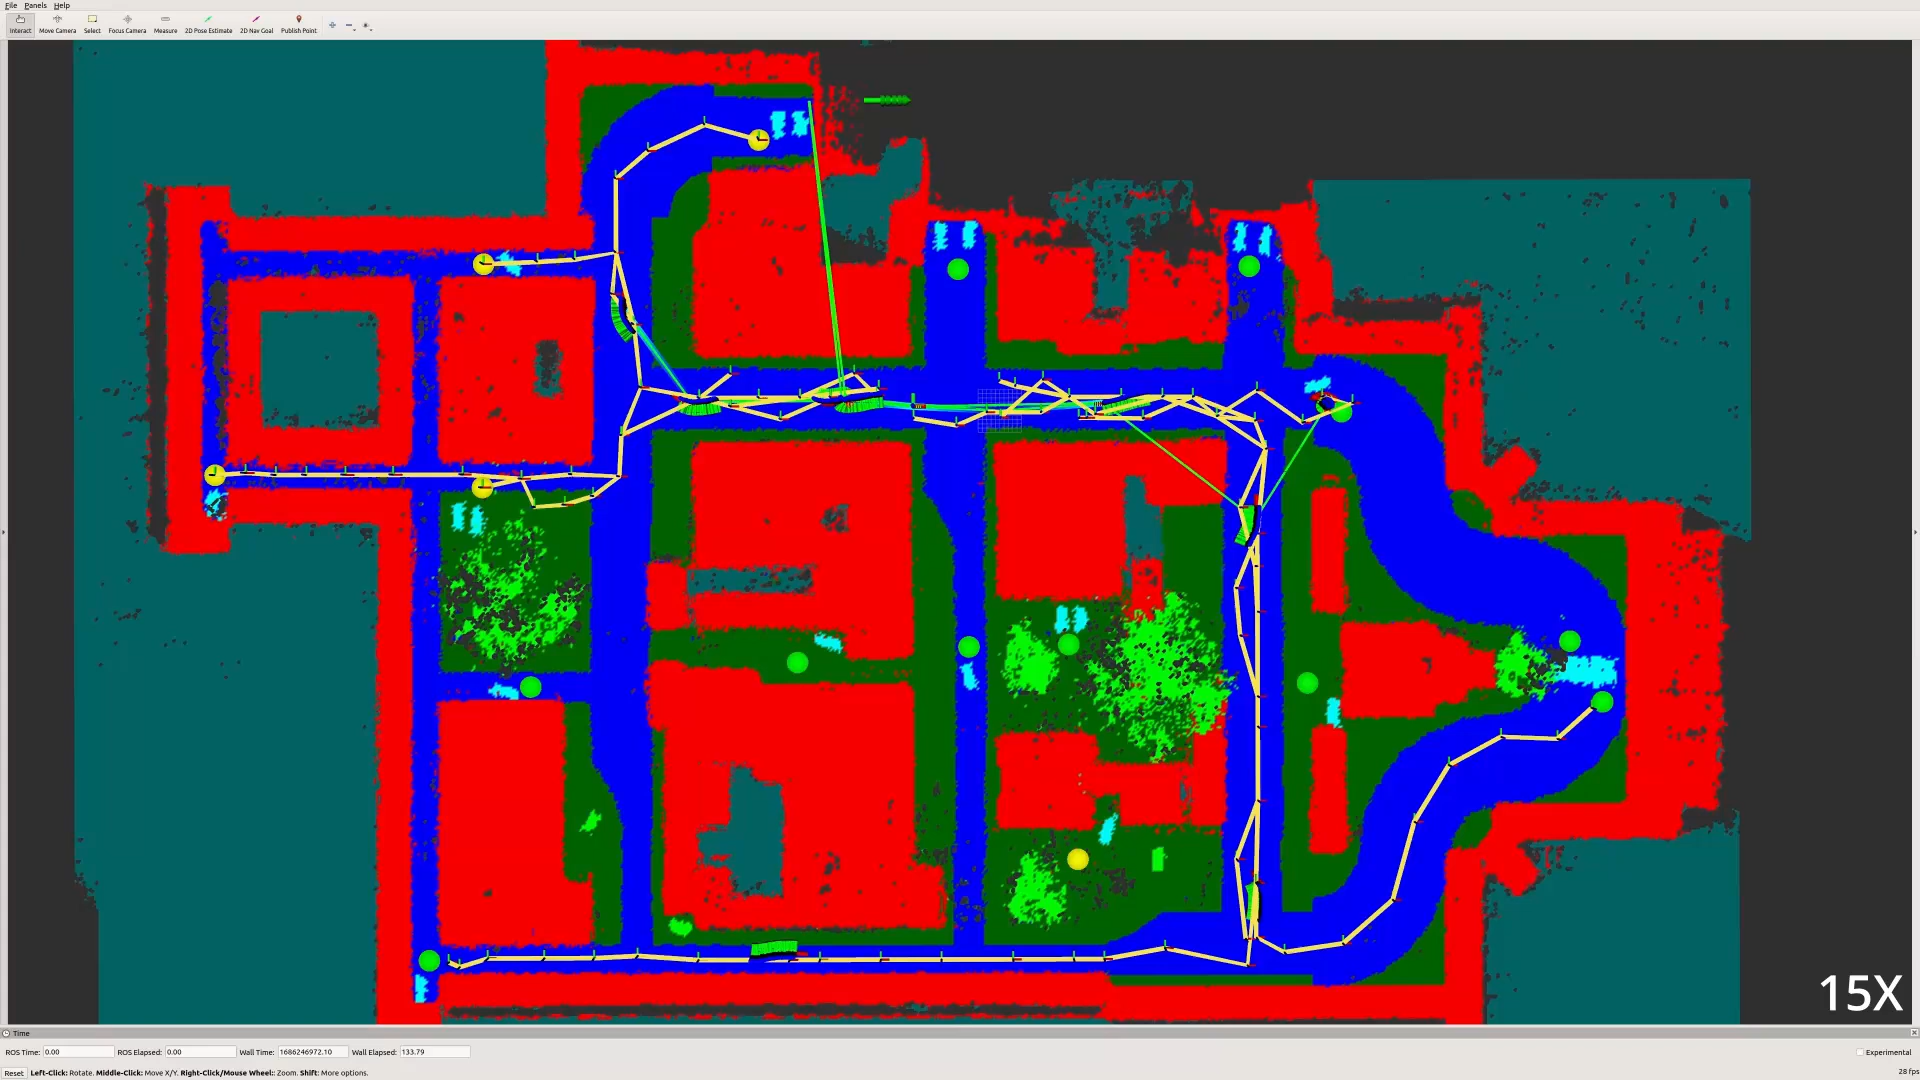 File Panels Help
Interact Move Camera Select Focus Camera Measure 2D Pose Estimate 2D Nav Goal Publish Point
15X
Time
ROS Time: 0.00 ROS Elapsed: 0.00 Wall Time: 1686246972.10 Wall Elapsed: 133.79 Experimental
Reset Left-Click: Rotate. Middle-Click: Move X/Y. Right-Click/Mouse Wheel:: Zoom. Shift: More options. 28 fps